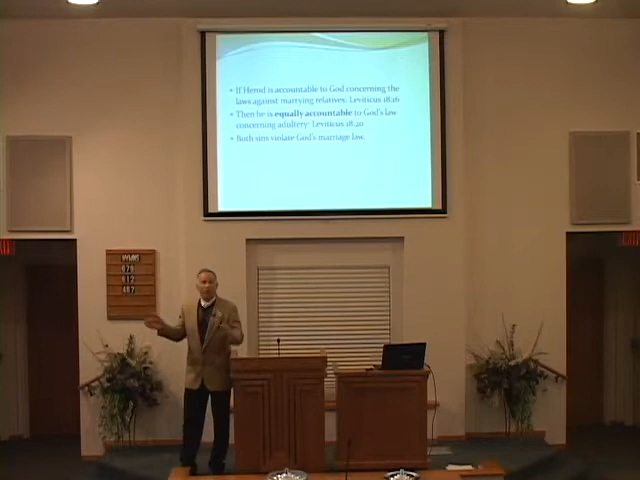 • If Herod is accountable to God concerning the
laws against marrying relatives: Leviticus 18:16
• Then he is equally accountable to God's law
concerning adultery: Leviticus 18:20
• Both sins violate God's marriage law.
HYMNS
EXIT